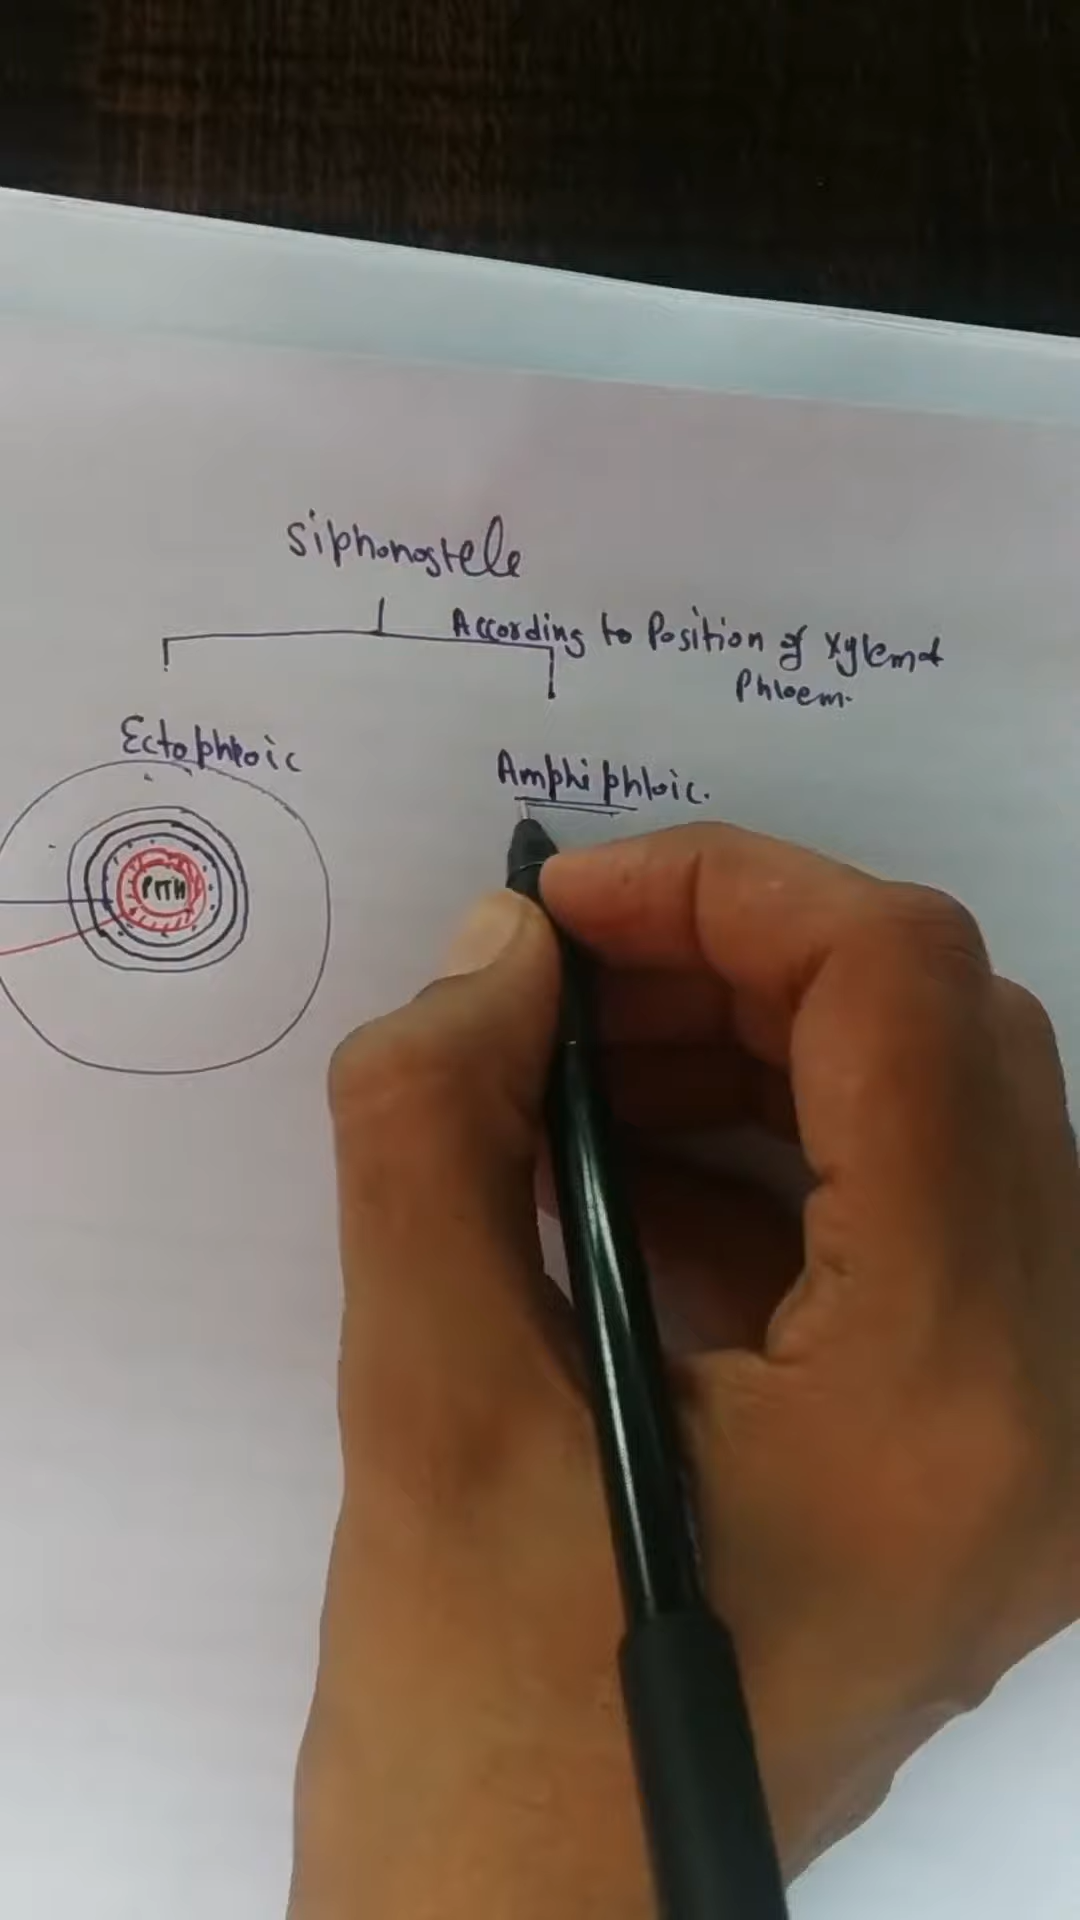 siphonostele
According to Position of Xylem &
Phloem.
Ectophloic
Amphiphloic.
PITH